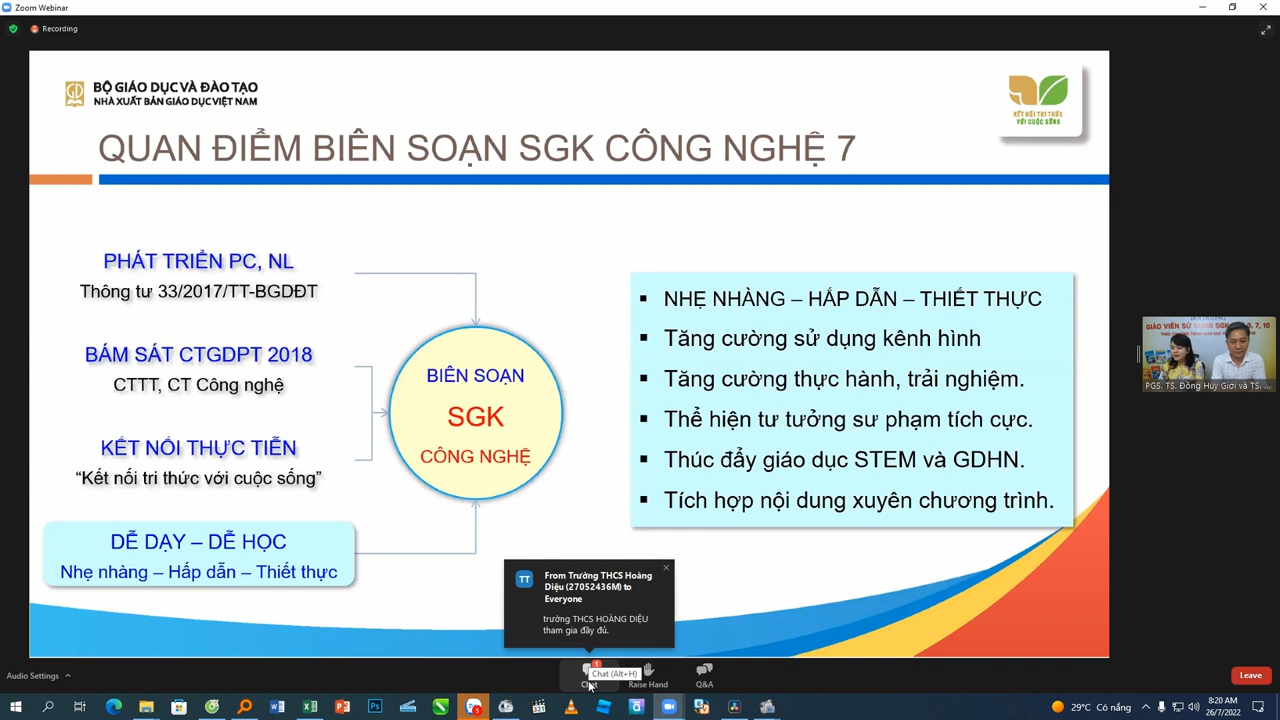 Zoom Webinar
Recording
BỘ GIÁO DỤC VÀ ĐÀO TẠO
NHÀ XUẤT BẢN GIÁO DỤC VIỆT NAM
KẾT NỐI TRI THỨC
VỚI CUỘC SỐNG
QUAN ĐIỂM BIÊN SOẠN SGK CÔNG NGHỆ 7
PHÁT TRIỂN PC, NL
Thông tư 33/2017/TT-BGDĐT
BÁM SÁT CTGDPT 2018
CTTT, CT Công nghệ
KẾT NỐI THỰC TIỄN
“Kết nối tri thức với cuộc sống”
DỄ DẠY – DỄ HỌC
Nhẹ nhàng – Hấp dẫn – Thiết thực
BIÊN SOẠN
SGK
CÔNG NGHỆ
NHẸ NHÀNG – HẤP DẪN – THIẾT THỰC
Tăng cường sử dụng kênh hình
Tăng cường thực hành, trải nghiệm.
Thể hiện tư tưởng sư phạm tích cực.
Thúc đẩy giáo dục STEM và GDHN.
Tích hợp nội dung xuyên chương trình.
GIÁO VIÊN SỬ DỤNG SGK
3, 7, 10
PGS. TS. Đồng Huy Giới và TS. ...
TT
From Trường THCS Hoàng
Diệu (27052436M) to
Everyone
trường THCS HOÀNG DIỆU
tham gia đầy đủ.
1
Chat (Alt+H)
Audio Settings
Chat
Raise Hand
Q&A
Leave
29°C Có nắng
8:20 AM
26/7/2022